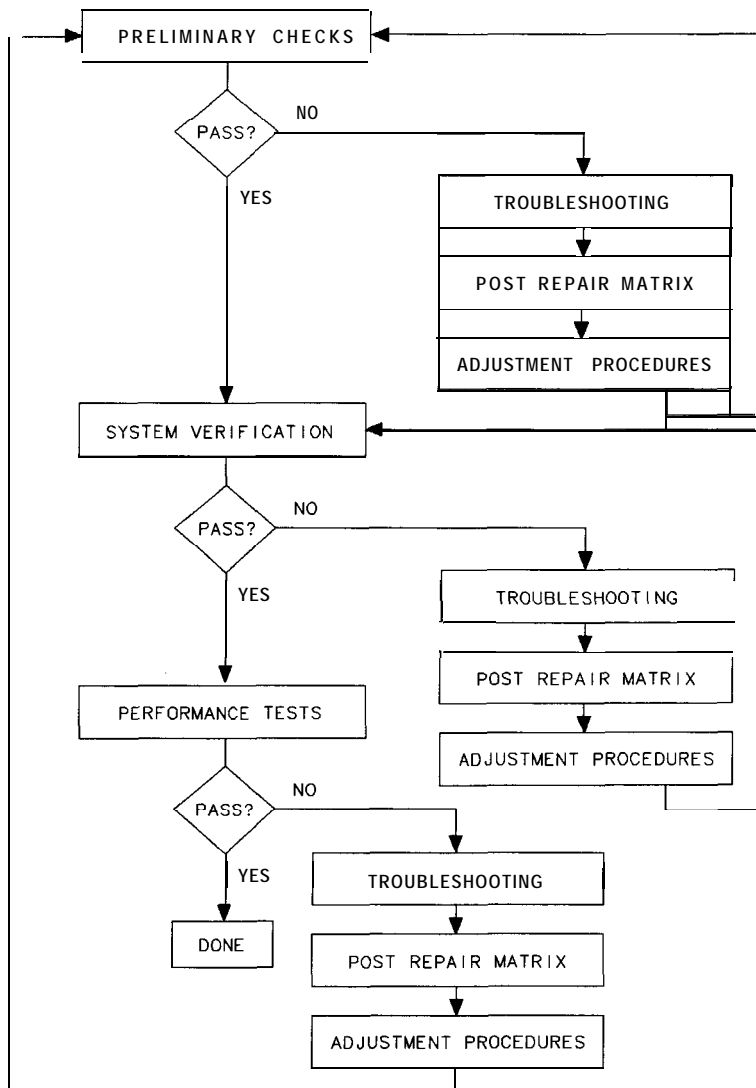 PRELIMINARY CHECKS
NO
PASS?
YES
TROUBLESHOOTING
POST REPAIR MATRIX
ADJUSTMENT PROCEDURES
SYSTEM VERIFICATION
NO
PASS?
YES
TROUBLESHOOTING
POST REPAIR MATRIX
PERFORMANCE TESTS
ADJUSTMENT PROCEDURES
NO
PASS?
YES
TROUBLESHOOTING
DONE
POST REPAIR MATRIX
ADJUSTMENT PROCEDURES